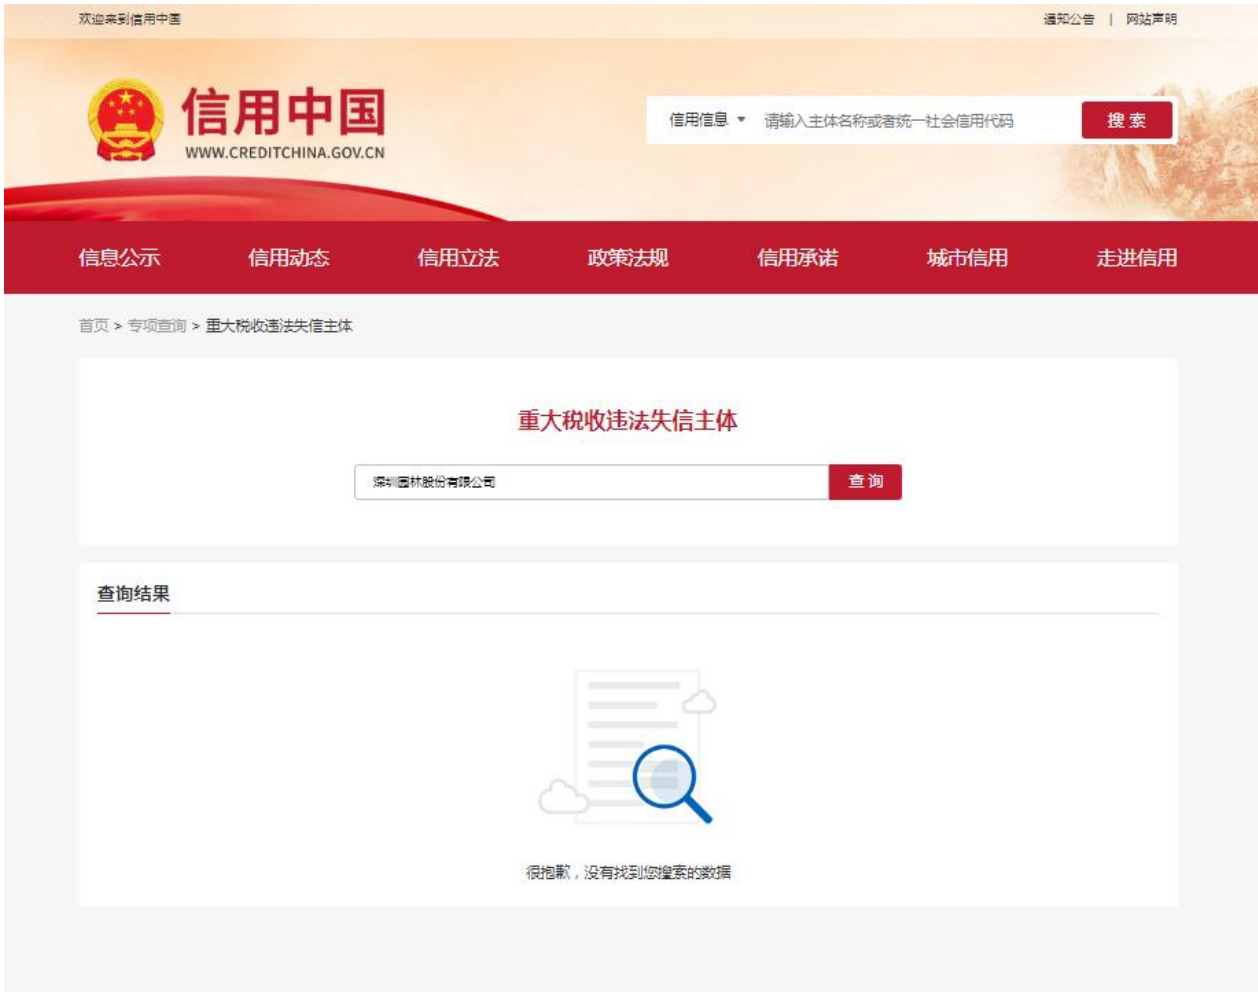 欢迎来到信用中国
通知公告 | 网站声明
信用中国
WWW.CREDITCHINA.GOV.CN
信用信息 请输入主体名称或者统一社会信用代码 搜索
信息公示 信用动态 信用立法 政策法规 信用承诺 城市信用 走进信用
首页 > 专项查询 > 重大税收违法失信主体
重大税收违法失信主体
深圳园林股份有限公司 查询
查询结果
很抱歉，没有找到您搜索的数据